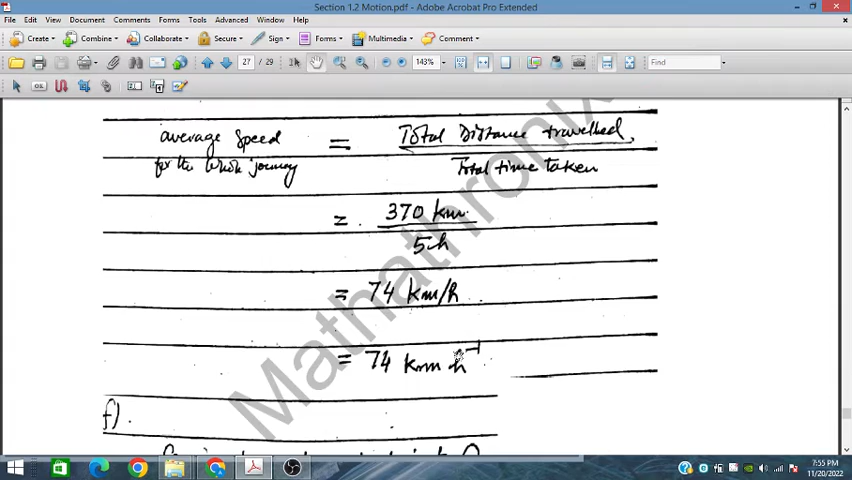 Section 1.2 Motion.pdf - Adobe Acrobat Pro Extended
File Edit View Document Comments Forms Tools Advanced Window Help
Create Combine Collaborate Secure Sign Forms Multimedia Comment
27 / 29 143% Find
average Speed = Total Distance travelled.
for the whole journey Total time taken
= 370 km
5h
= 74 km/h
= 74 km h⁻¹
f).
Mathathronix
7:55 PM
11/20/2022